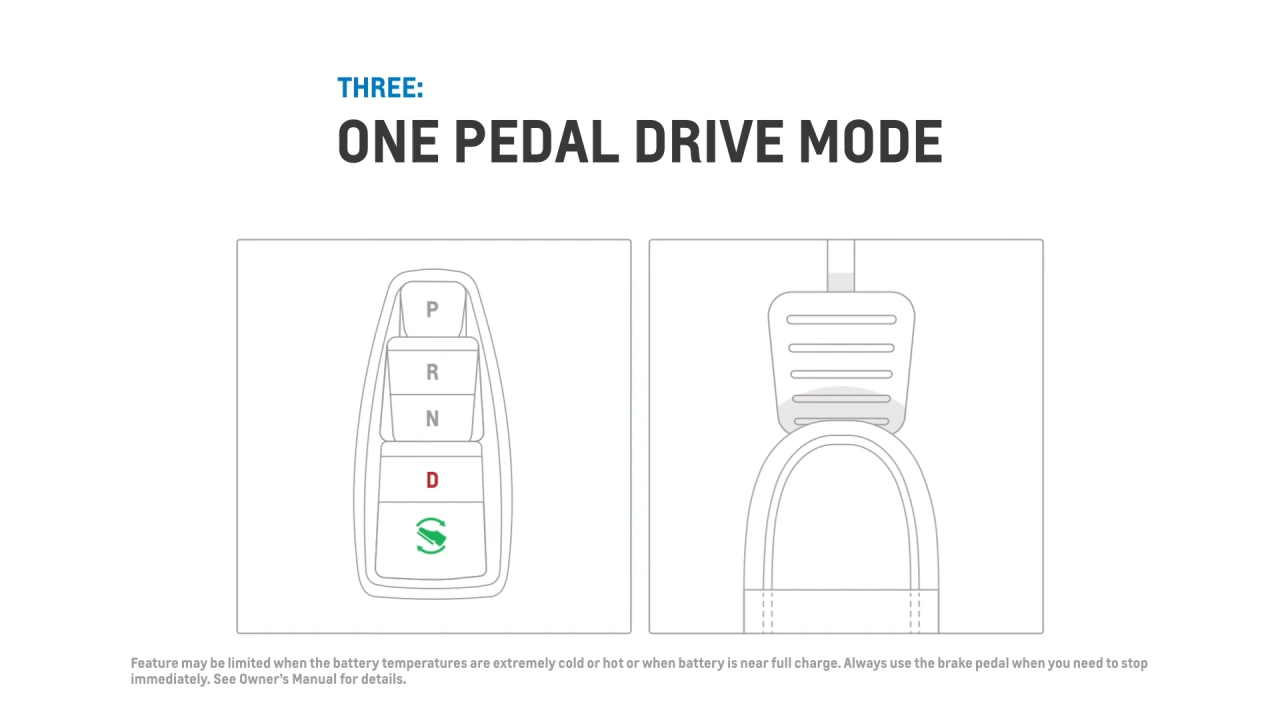 THREE:
ONE PEDAL DRIVE MODE
P
R
N
D
Feature may be limited when the battery temperatures are extremely cold or hot or when battery is near full charge. Always use the brake pedal when you need to stop
immediately. See Owner’s Manual for details.